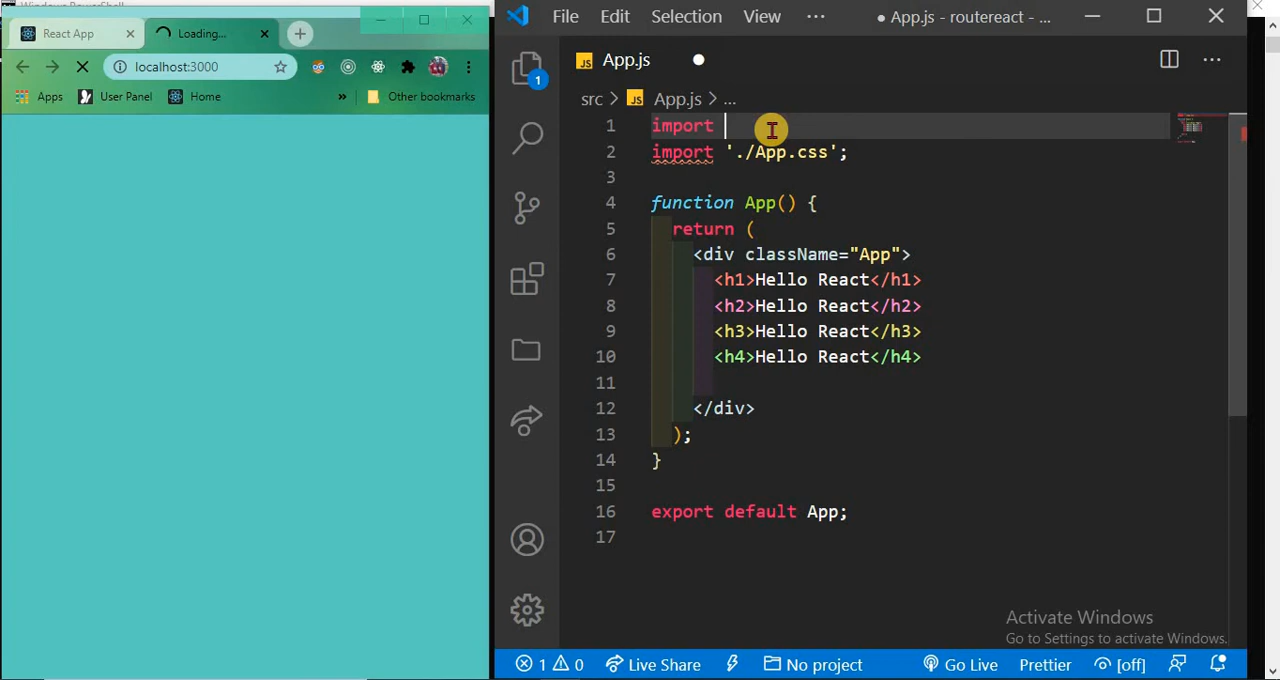 Windows PowerShell
React App
Loading...
localhost:3000
Apps
User Panel
Home
»
Other bookmarks
File
Edit
Selection
View
···
● App.js - routereact - ...
JS App.js
src > JS App.js > ...
1
1 import
2 import './App.css';
3
4 function App() {
5 return (
6 <div className="App">
7 <h1>Hello React</h1>
8 <h2>Hello React</h2>
9 <h3>Hello React</h3>
10 <h4>Hello React</h4>
11
12 </div>
13 );
14 }
15
16 export default App;
17
Activate Windows
Go to Settings to activate Windows.
1 0
Live Share
No project
Go Live
Prettier
[off]